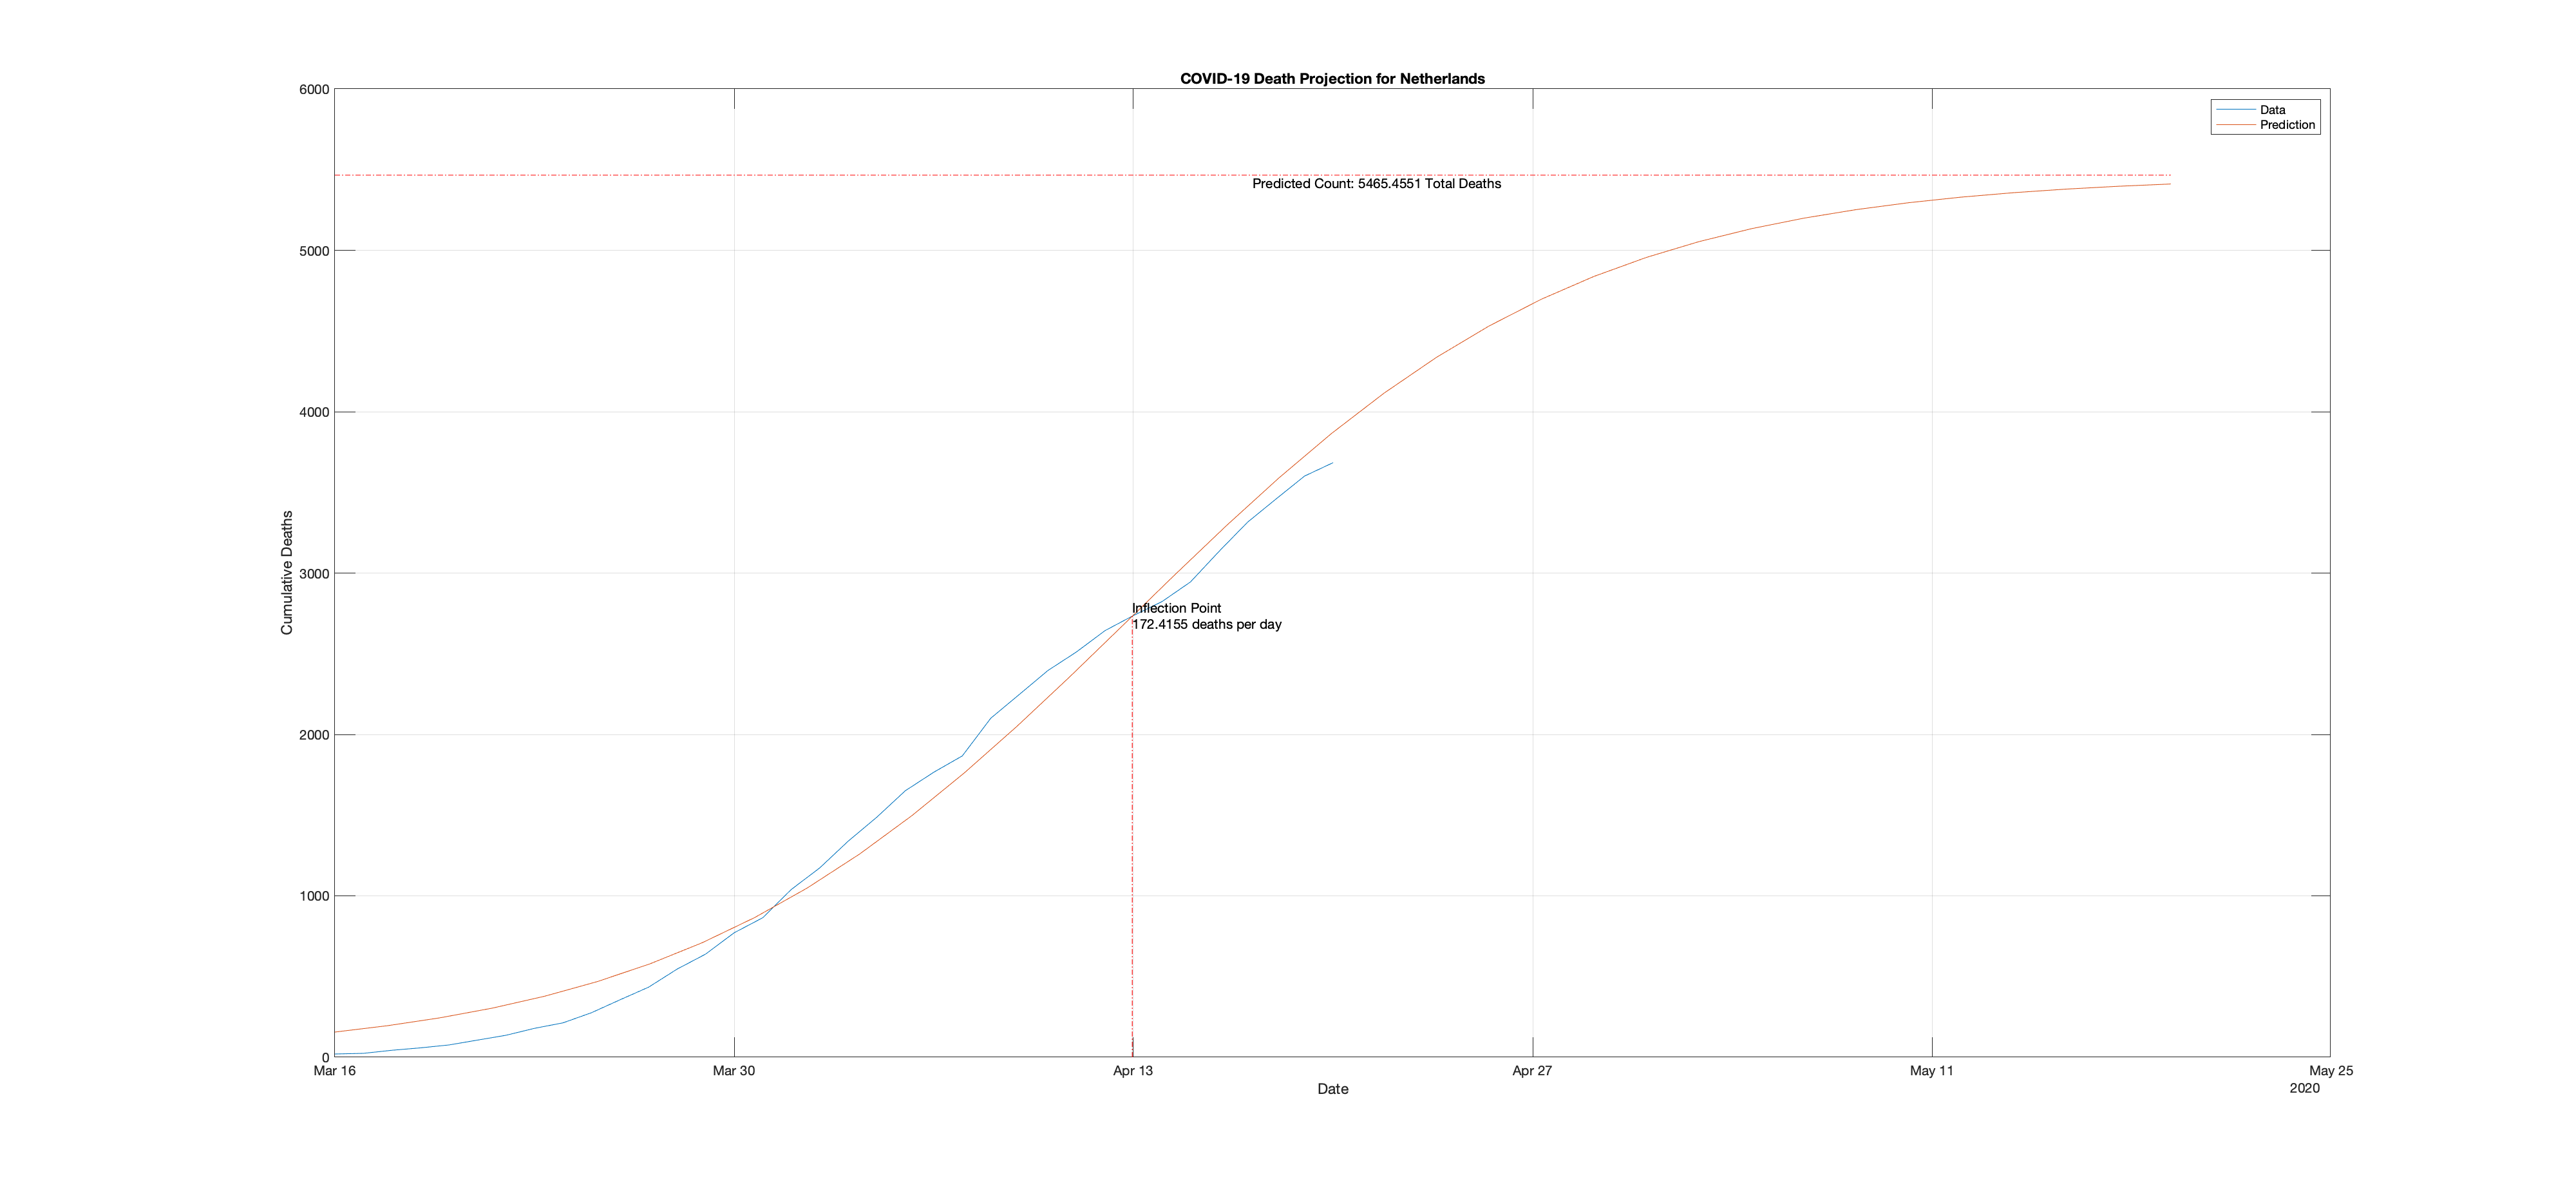 COVID-19 Death Projection for Netherlands
6000
5000
4000
3000
2000
1000
0
Cumulative Deaths
Data
Prediction
Predicted Count: 5465.4551 Total Deaths
Inflection Point
172.4155 deaths per day
Mar 16
Mar 30
Apr 13
Apr 27
May 11
May 25
2020
Date